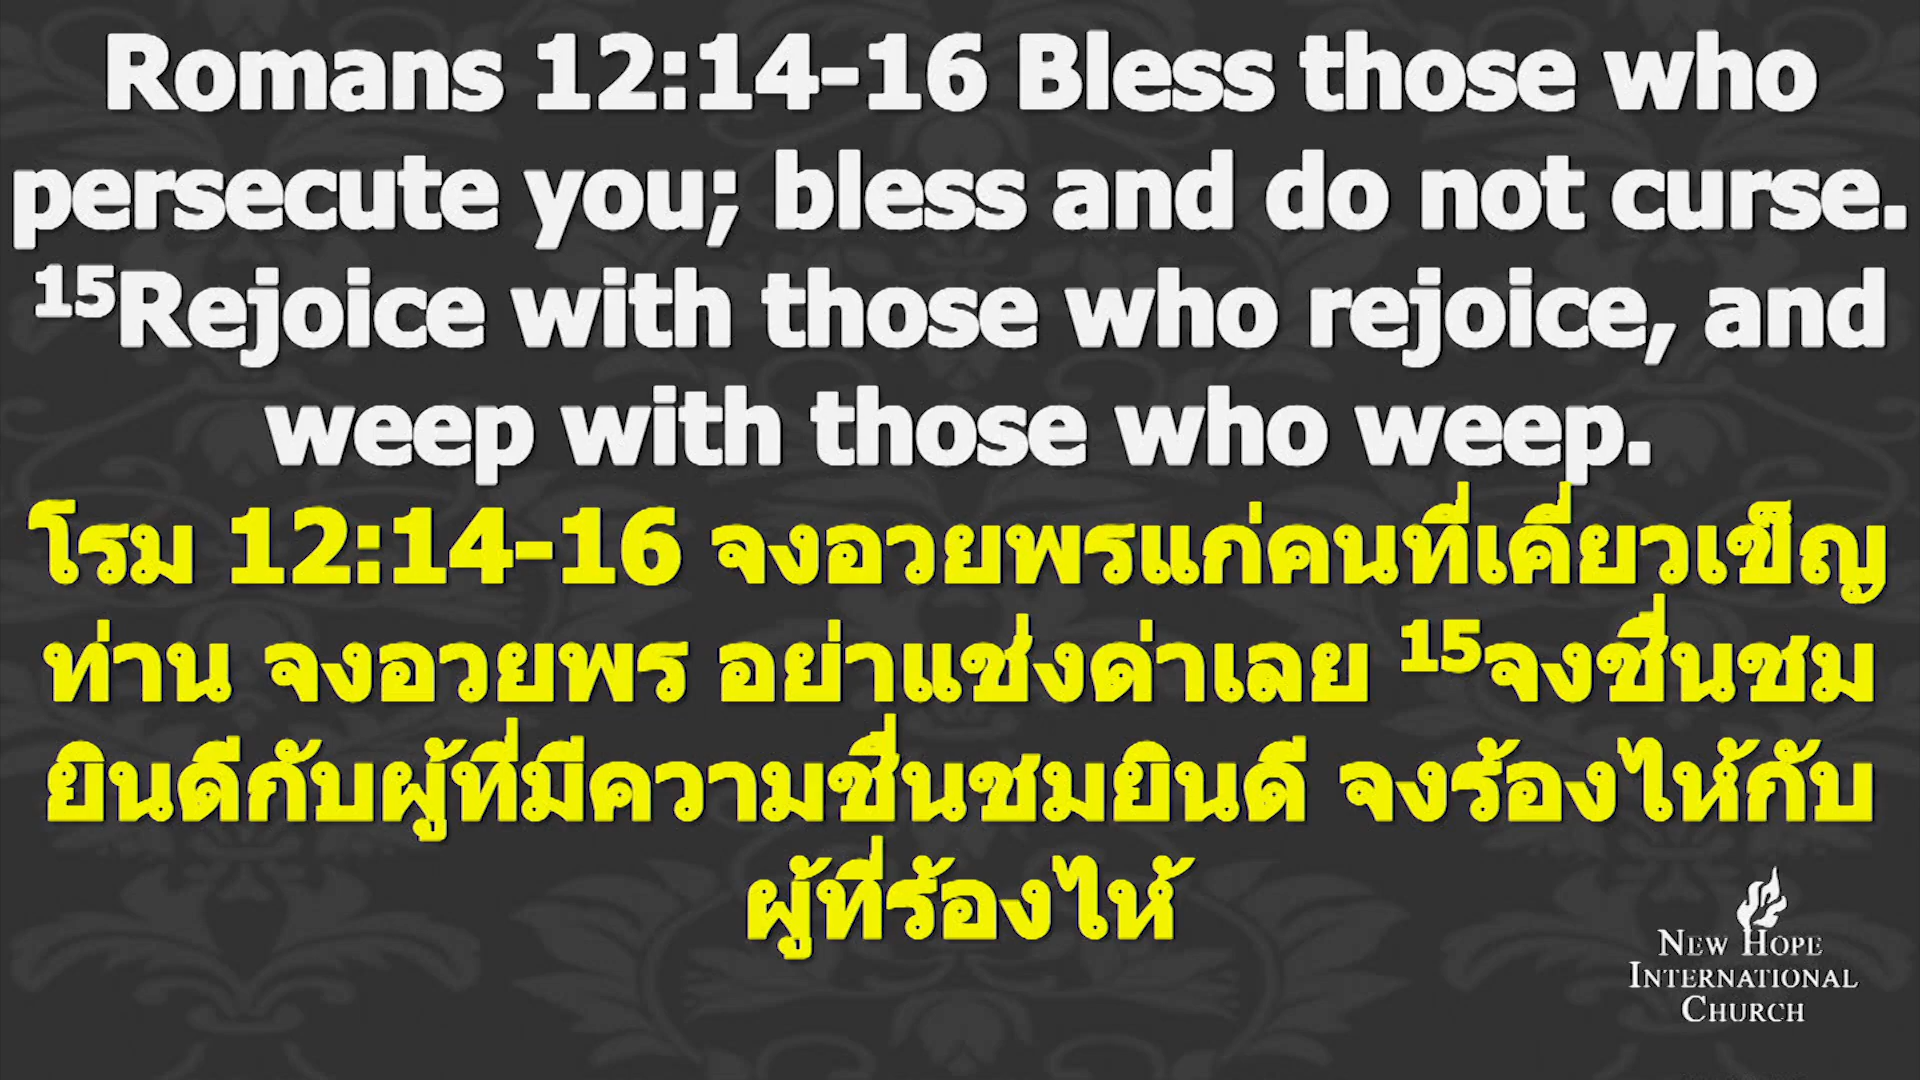 Romans 12:14-16 Bless those who
persecute you; bless and do not curse.
¹⁵Rejoice with those who rejoice, and
weep with those who weep.
โรม 12:14-16 จงอวยพรแก่คนที่เคี่ยวเข็ญ
ท่าน จงอวยพร อย่าแช่งด่าเลย ¹⁵จงชื่นชม
ยินดีกับผู้ที่มีความชื่นชมยินดี จงร้องไห้กับ
ผู้ที่ร้องไห้
NEW HOPE
INTERNATIONAL
CHURCH